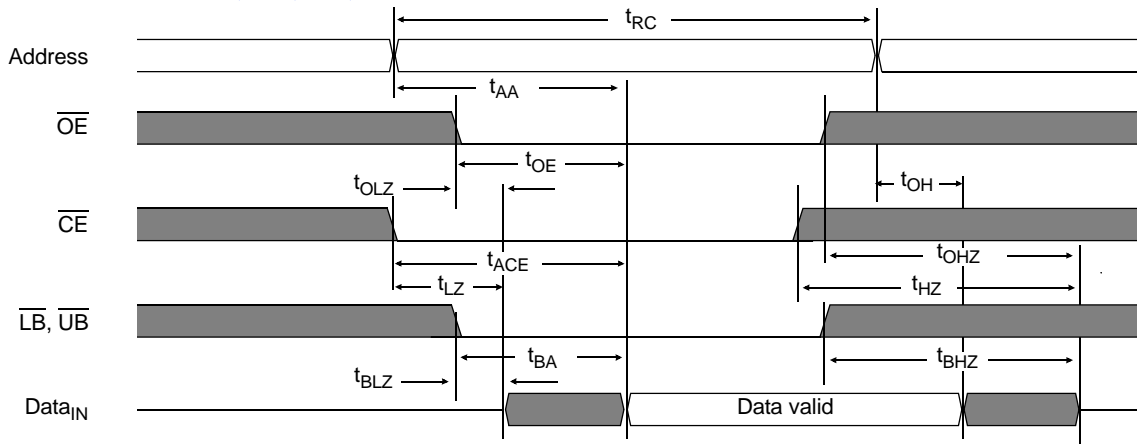 tRC
Address
tAA
OE
tOE
tOLZ
tOH
CE
tACE
tOHZ
tLZ
tHZ
LB, UB
tBA
tBHZ
tBLZ
DataIN
Data valid